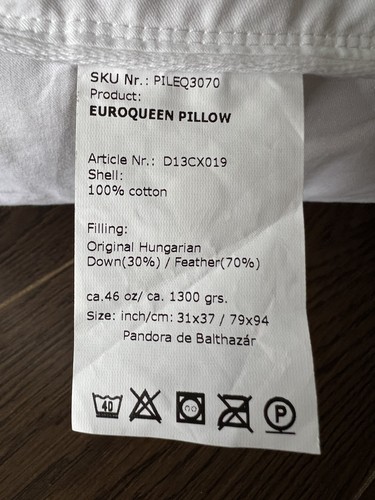 SKU Nr.: PILEQ3070
Product:
EUROQUEEN PILLOW
Article Nr.: D13CX019
Shell:
100% cotton
Filling:
Original Hungarian
Down(30%) / Feather(70%)
ca.46 oz/ ca. 1300 grs.
Size: inch/cm: 31x37 / 79x94
Pandora de Balthazár
40 P